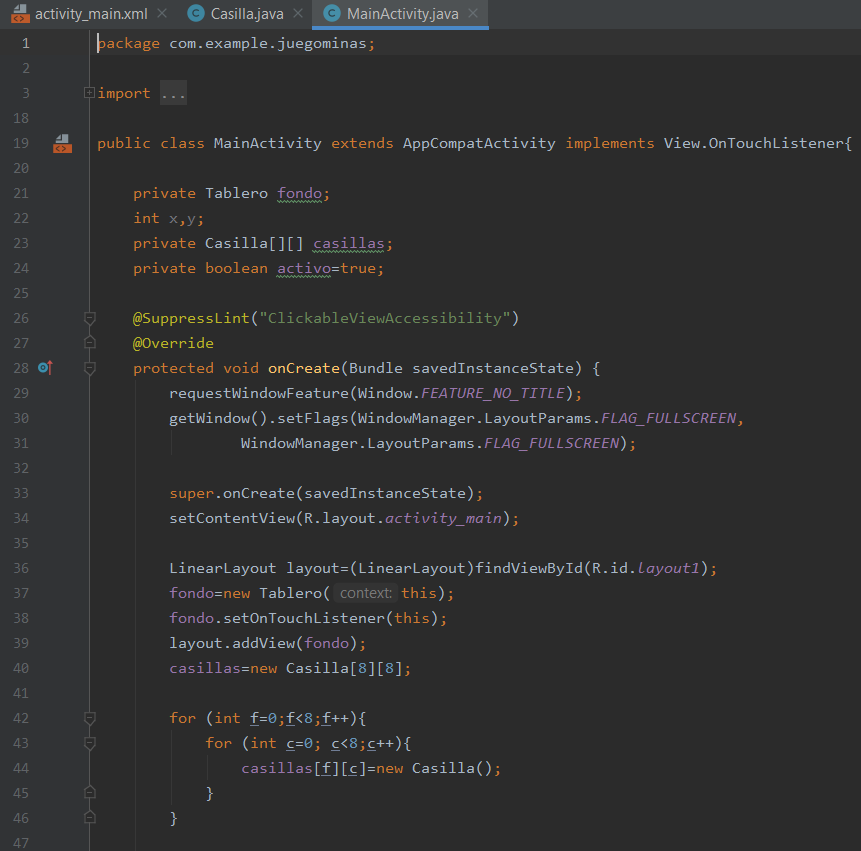 activity_main.xml × Casilla.java × MainActivity.java ×
1 package com.example.juegominas;
2
3 import ...
18
19 public class MainActivity extends AppCompatActivity implements View.OnTouchListener{
20
21 private Tablero fondo;
22 int x,y;
23 private Casilla[][] casillas;
24 private boolean activo=true;
25
26 @SuppressLint("ClickableViewAccessibility")
27 @Override
28 protected void onCreate(Bundle savedInstanceState) {
29 requestWindowFeature(Window.FEATURE_NO_TITLE);
30 getWindow().setFlags(WindowManager.LayoutParams.FLAG_FULLSCREEN,
31 WindowManager.LayoutParams.FLAG_FULLSCREEN);
32
33 super.onCreate(savedInstanceState);
34 setContentView(R.layout.activity_main);
35
36 LinearLayout layout=(LinearLayout)findViewById(R.id.layout1);
37 fondo=new Tablero( context: this);
38 fondo.setOnTouchListener(this);
39 layout.addView(fondo);
40 casillas=new Casilla[8][8];
41
42 for (int f=0;f<8;f++){
43 for (int c=0; c<8;c++){
44 casillas[f][c]=new Casilla();
45 }
46 }
47